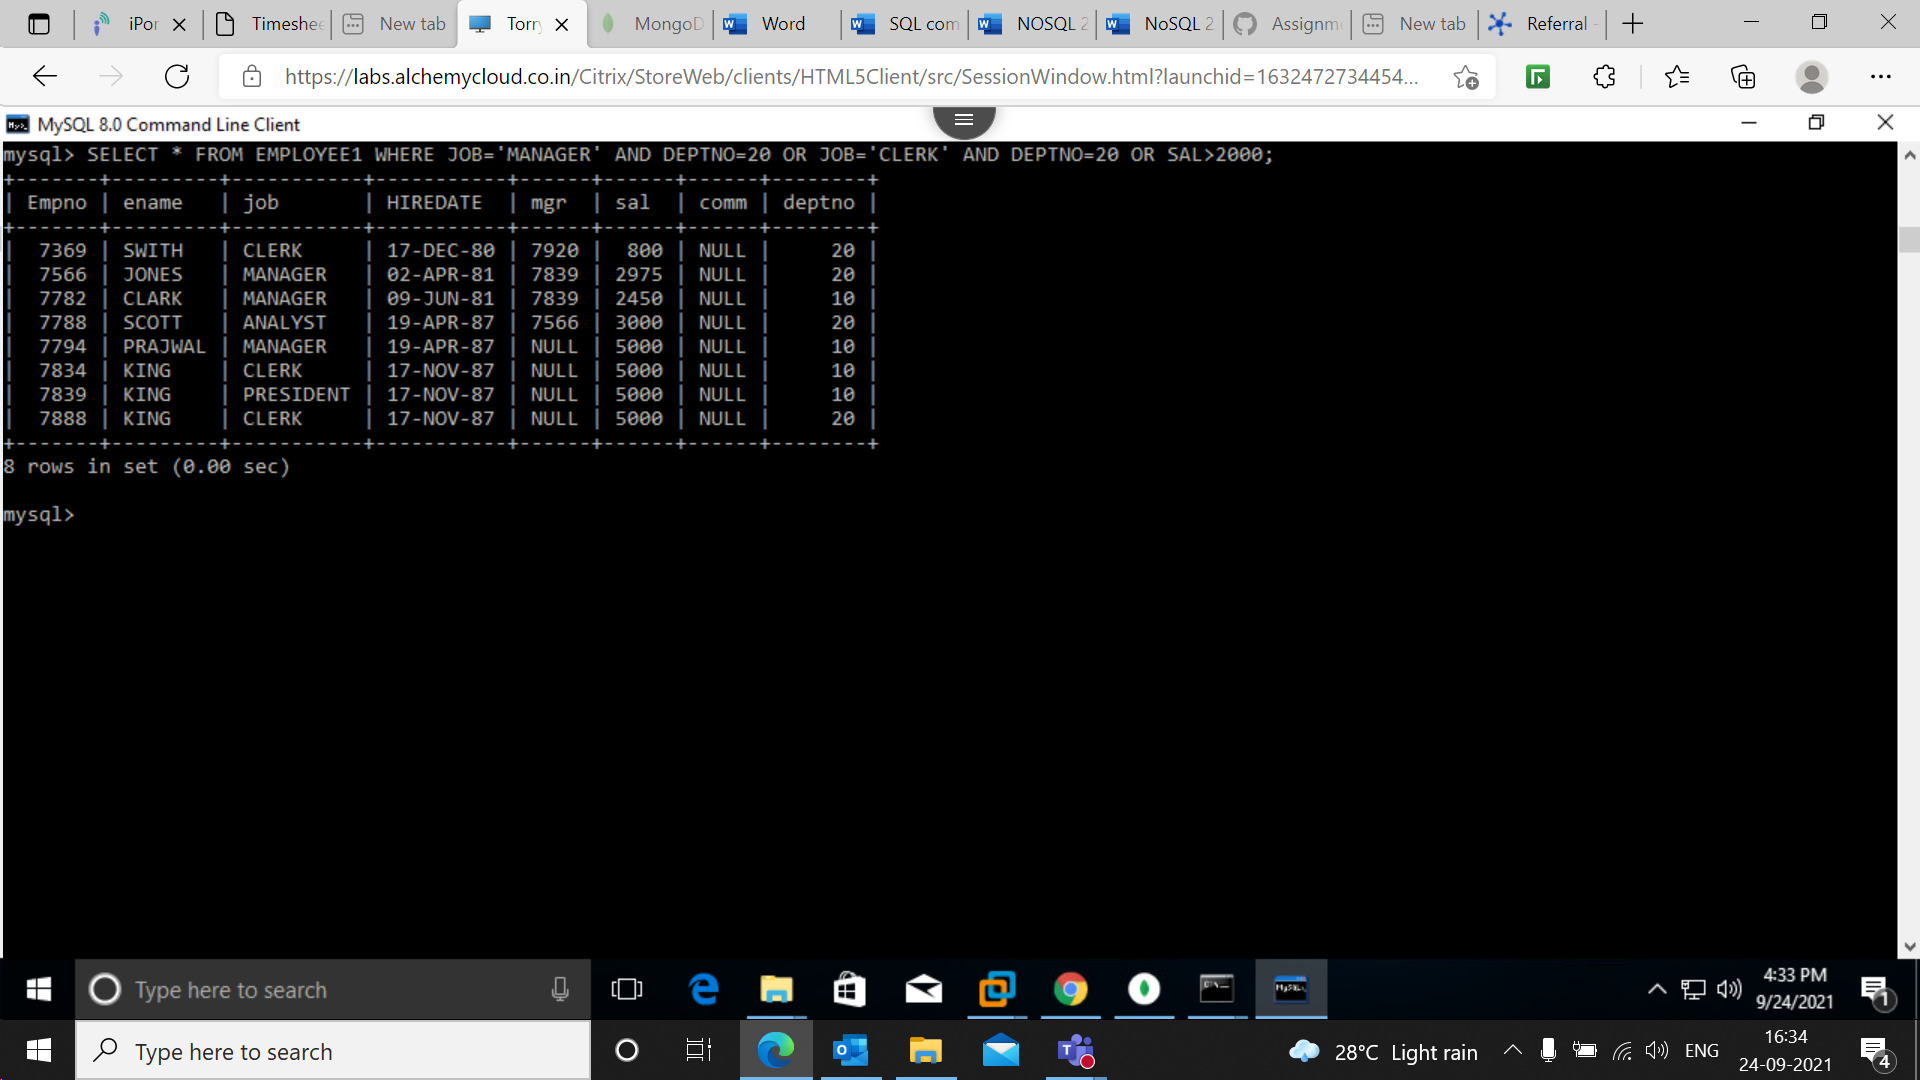 iPor
Timeshee
New tab
Torry
MongoD
Word
SQL com
NOSQL 2
NoSQL 2
Assignme
New tab
Referral -
https://labs.alchemycloud.co.in/Citrix/StoreWeb/clients/HTML5Client/src/SessionWindow.html?launchid=1632472734454...
MySQL 8.0 Command Line Client
mysql> SELECT * FROM EMPLOYEE1 WHERE JOB='MANAGER' AND DEPTNO=20 OR JOB='CLERK' AND DEPTNO=20 OR SAL>2000;
+-------+---------+-----------+-----------+------+------+------+--------+
| Empno | ename   | job       | HIREDATE  | mgr  | sal  | comm | deptno |
+-------+---------+-----------+-----------+------+------+------+--------+
|  7369 | SWITH   | CLERK     | 17-DEC-80 | 7920 |  800 | NULL |     20 |
|  7566 | JONES   | MANAGER   | 02-APR-81 | 7839 | 2975 | NULL |     20 |
|  7782 | CLARK   | MANAGER   | 09-JUN-81 | 7839 | 2450 | NULL |     10 |
|  7788 | SCOTT   | ANALYST   | 19-APR-87 | 7566 | 3000 | NULL |     20 |
|  7794 | PRAJWAL | MANAGER   | 19-APR-87 | NULL | 5000 | NULL |     10 |
|  7834 | KING    | CLERK     | 17-NOV-87 | NULL | 5000 | NULL |     10 |
|  7839 | KING    | PRESIDENT | 17-NOV-87 | NULL | 5000 | NULL |     10 |
|  7888 | KING    | CLERK     | 17-NOV-87 | NULL | 5000 | NULL |     20 |
+-------+---------+-----------+-----------+------+------+------+--------+
8 rows in set (0.00 sec)
mysql>
Type here to search
4:33 PM
9/24/2021
1
Type here to search
28°C Light rain
ENG
16:34
24-09-2021
4